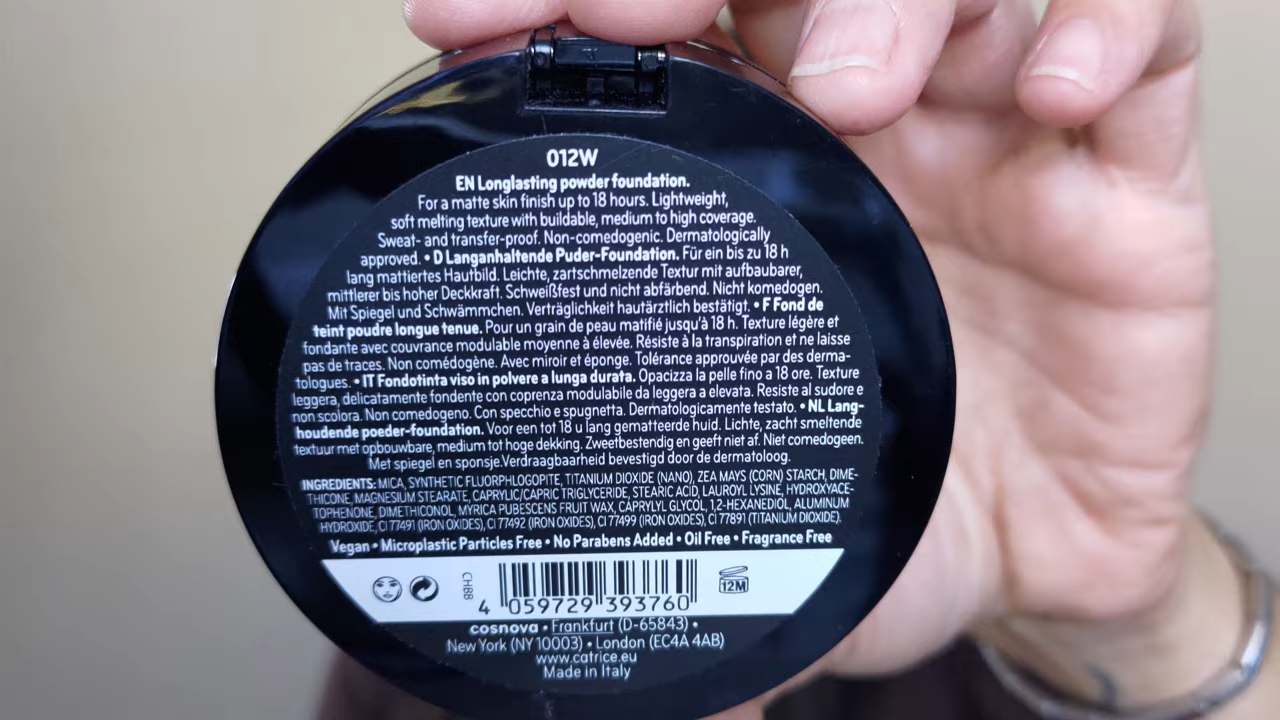 012W
EN Longlasting powder foundation.
For a matte skin finish up to 18 hours. Lightweight,
soft melting texture with buildable, medium to high coverage.
Sweat- and transfer-proof. Non-comedogenic. Dermatologically
approved. • D Langanhaltende Puder-Foundation. Für ein bis zu 18 h
lang mattiertes Hautbild. Leichte, zartschmelzende Textur mit aufbaubarer,
mittlerer bis hoher Deckkraft. Schweißfest und nicht abfärbend. Nicht komedogen.
Mit Spiegel und Schwämmchen. Verträglichkeit hautärztlich bestätigt. • F Fond de
teint poudre longue tenue. Pour un grain de peau matifié jusqu'à 18 h. Texture légère et
fondante avec couvrance modulable moyenne à élevée. Résiste à la transpiration et ne laisse
pas de traces. Non comédogène. Avec miroir et éponge. Tolérance approuvée par des derma-
tologues. • IT Fondotinta viso in polvere a lunga durata. Opacizza la pelle fino a 18 ore. Texture
leggera, delicatamente fondente con coprenza modulabile da leggera a elevata. Resiste al sudore e
non scolora. Non comedogeno. Con specchio e spugnetta. Dermatologicamente testato. • NL Lang-
houdende poeder-foundation. Voor een tot 18 u lang gematteerde huid. Lichte, zacht smeltende
textuur met opbouwbare, medium tot hoge dekking. Zweetbestendig en geeft niet af. Niet comedogeen.
Met spiegel en sponsje.Verdraagbaarheid bevestigd door de dermatoloog.
INGREDIENTS: MICA, SYNTHETIC FLUORPHLOGOPITE, TITANIUM DIOXIDE (NANO), ZEA MAYS (CORN) STARCH, DIME-
THICONE, MAGNESIUM STEARATE, CAPRYLIC/CAPRIC TRIGLYCERIDE, STEARIC ACID, LAUROYL LYSINE, HYDROXYACE-
TOPHENONE, DIMETHICONOL, MYRICA PUBESCENS FRUIT WAX, CAPRYLYL GLYCOL, 1,2-HEXANEDIOL, ALUMINUM
HYDROXIDE, CI 77491 (IRON OXIDES), CI 77492 (IRON OXIDES), CI 77499 (IRON OXIDES), CI 77891 (TITANIUM DIOXIDE).
Vegan • Microplastic Particles Free • No Parabens Added • Oil Free • Fragrance Free
CHBB
12M
4 059729 393760
cosnova • Frankfurt (D-65843) •
New York (NY 10003) • London (EC4A 4AB)
www.catrice.eu
Made in Italy